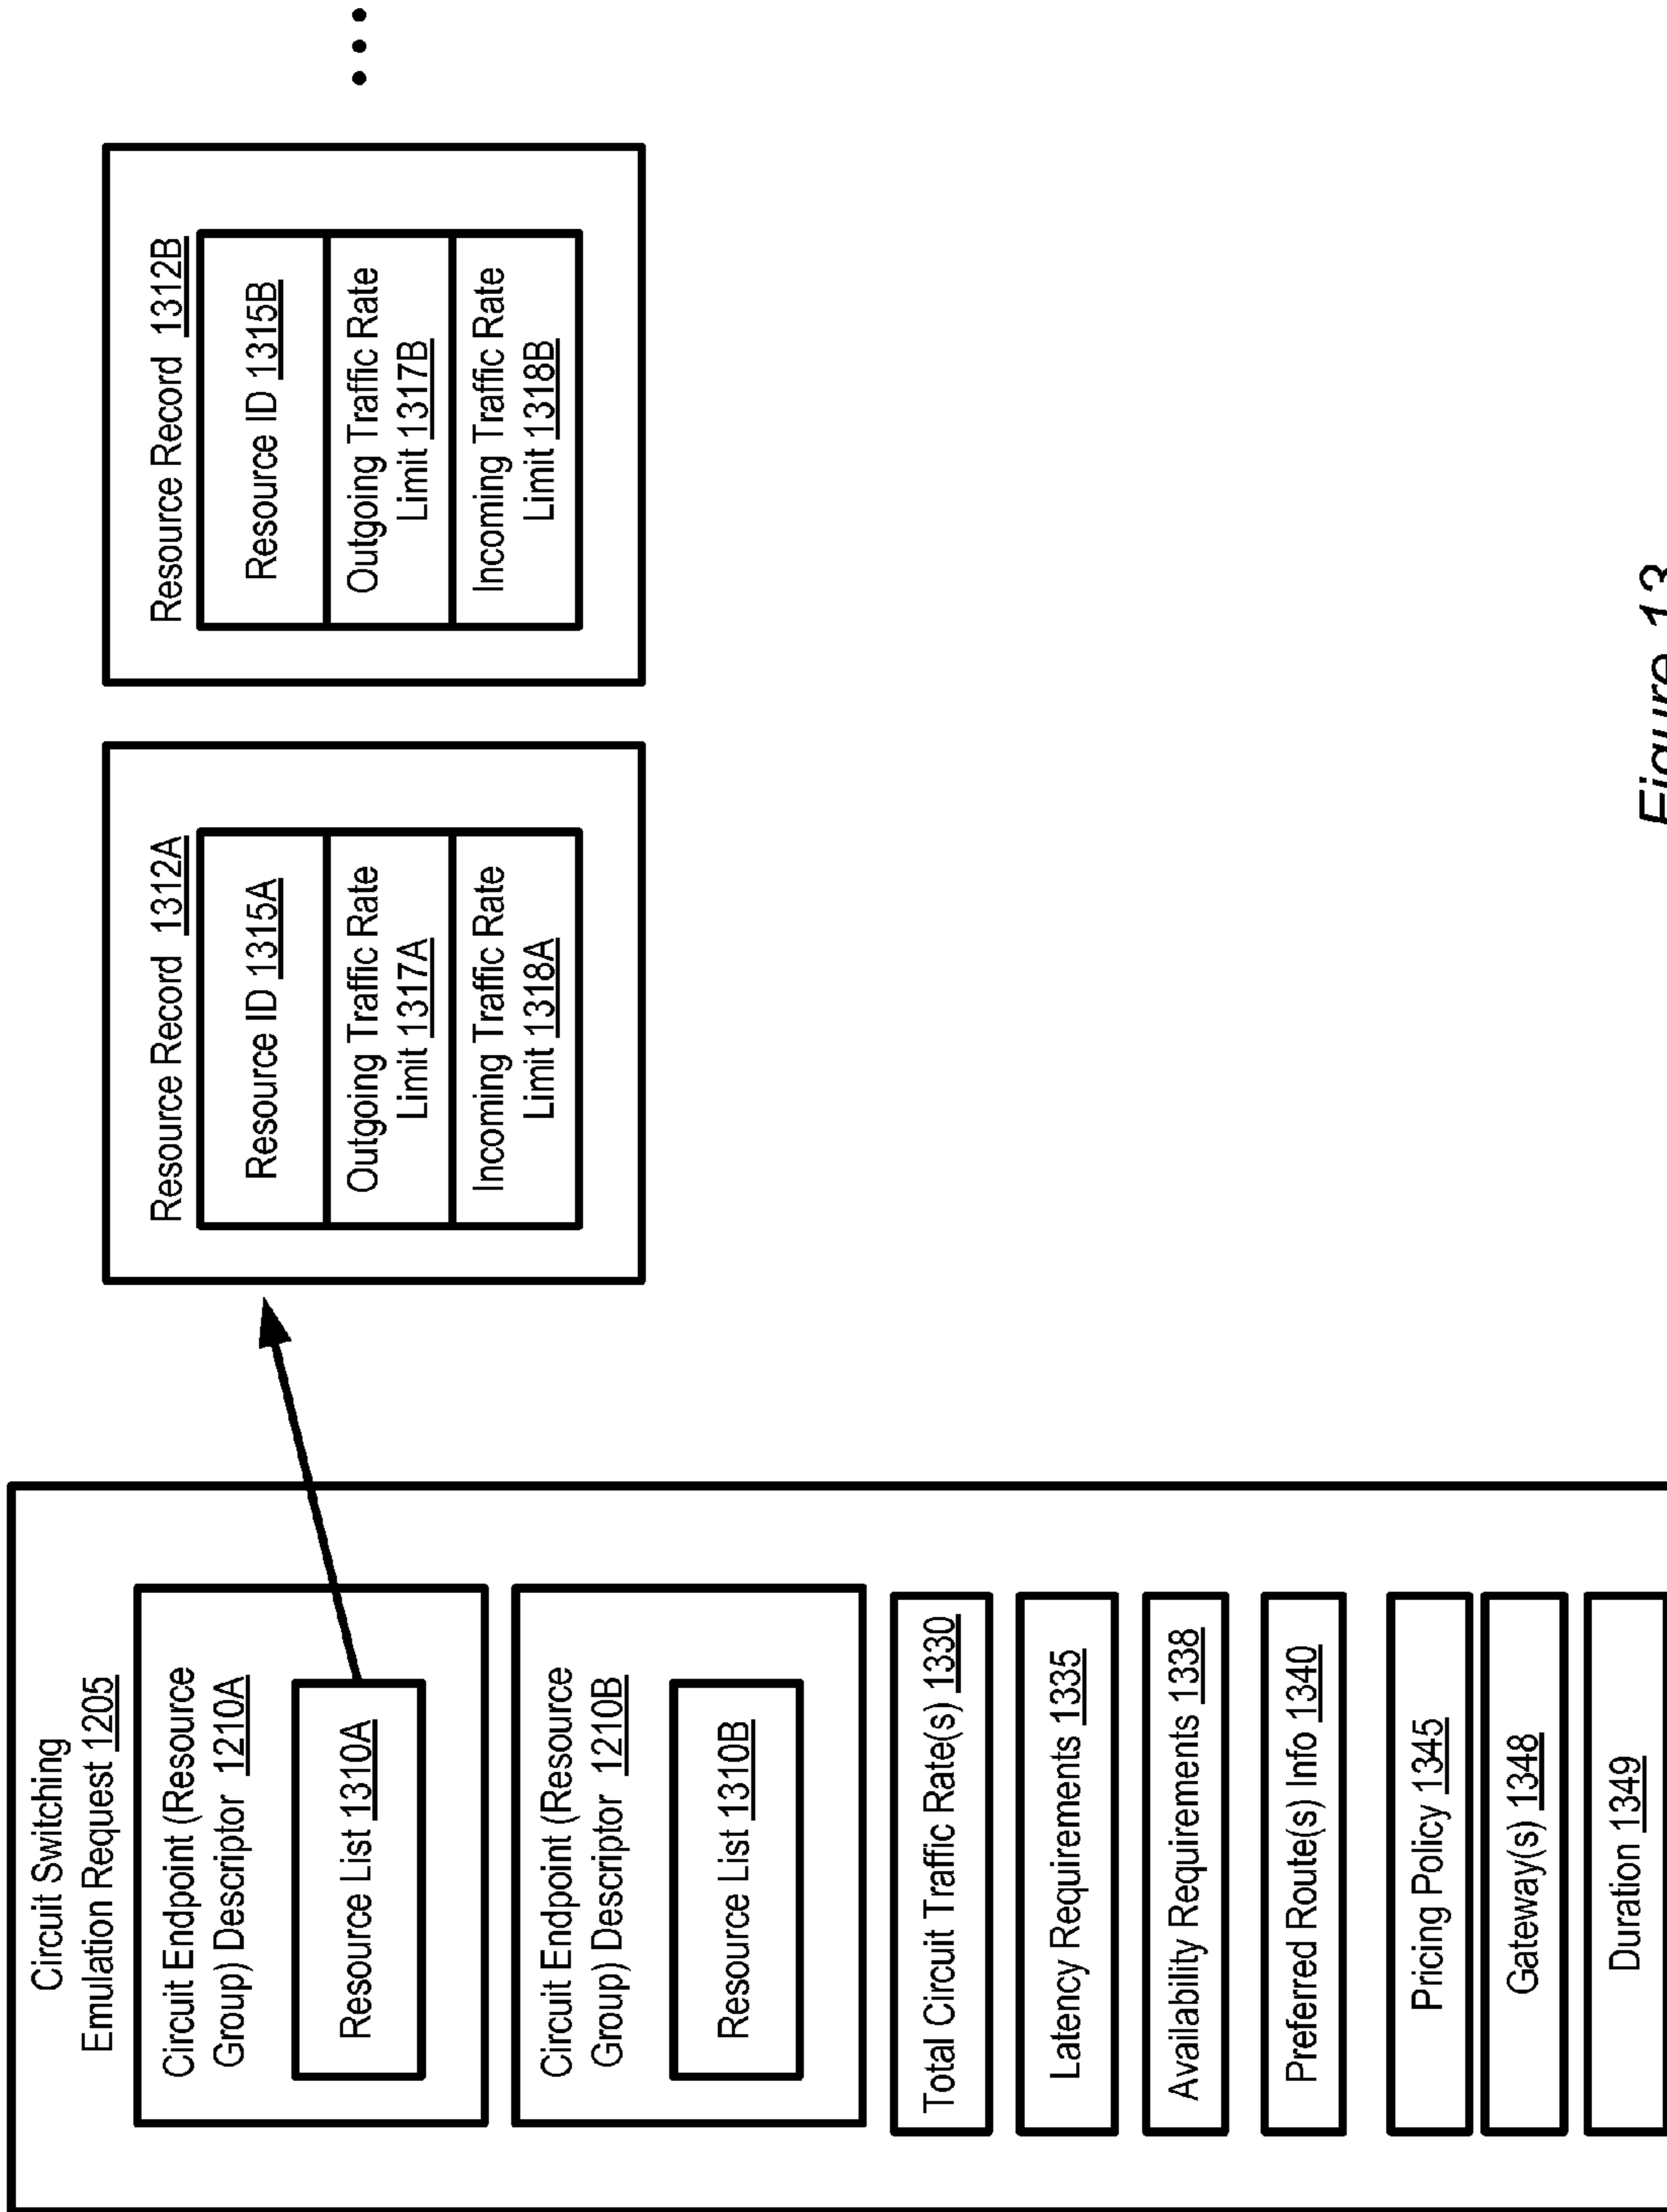 Circuit Switching
Emulation Request 1205
Circuit Endpoint (Resource
Group) Descriptor 1210A
Resource List 1310A
Circuit Endpoint (Resource
Group) Descriptor 1210B
Resource List 1310B
Total Circuit Traffic Rate(s) 1330
Latency Requirements 1335
Availability Requirements 1338
Preferred Route(s) Info 1340
Pricing Policy 1345
Gateway(s) 1348
Duration 1349
Resource Record 1312A
Resource ID 1315A
Outgoing Traffic Rate
Limit 1317A
Incoming Traffic Rate
Limit 1318A
Resource Record 1312B
Resource ID 1315B
Outgoing Traffic Rate
Limit 1317B
Incoming Traffic Rate
Limit 1318B
• • •
Figure 13